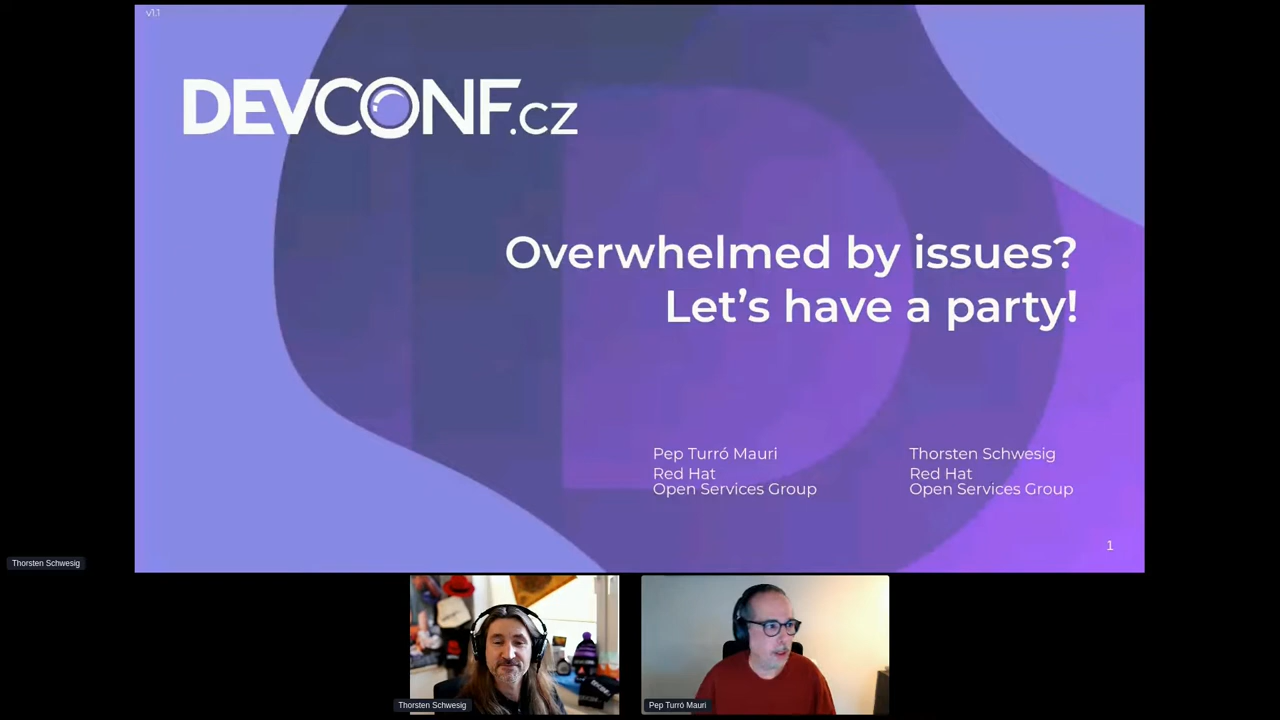 v1.1
DEVCONF.cz
Overwhelmed by issues?
Let's have a party!
Pep Turró Mauri
Red Hat
Open Services Group
Thorsten Schwesig
Red Hat
Open Services Group
1
Thorsten Schwesig
Thorsten Schwesig
Pep Turró Mauri